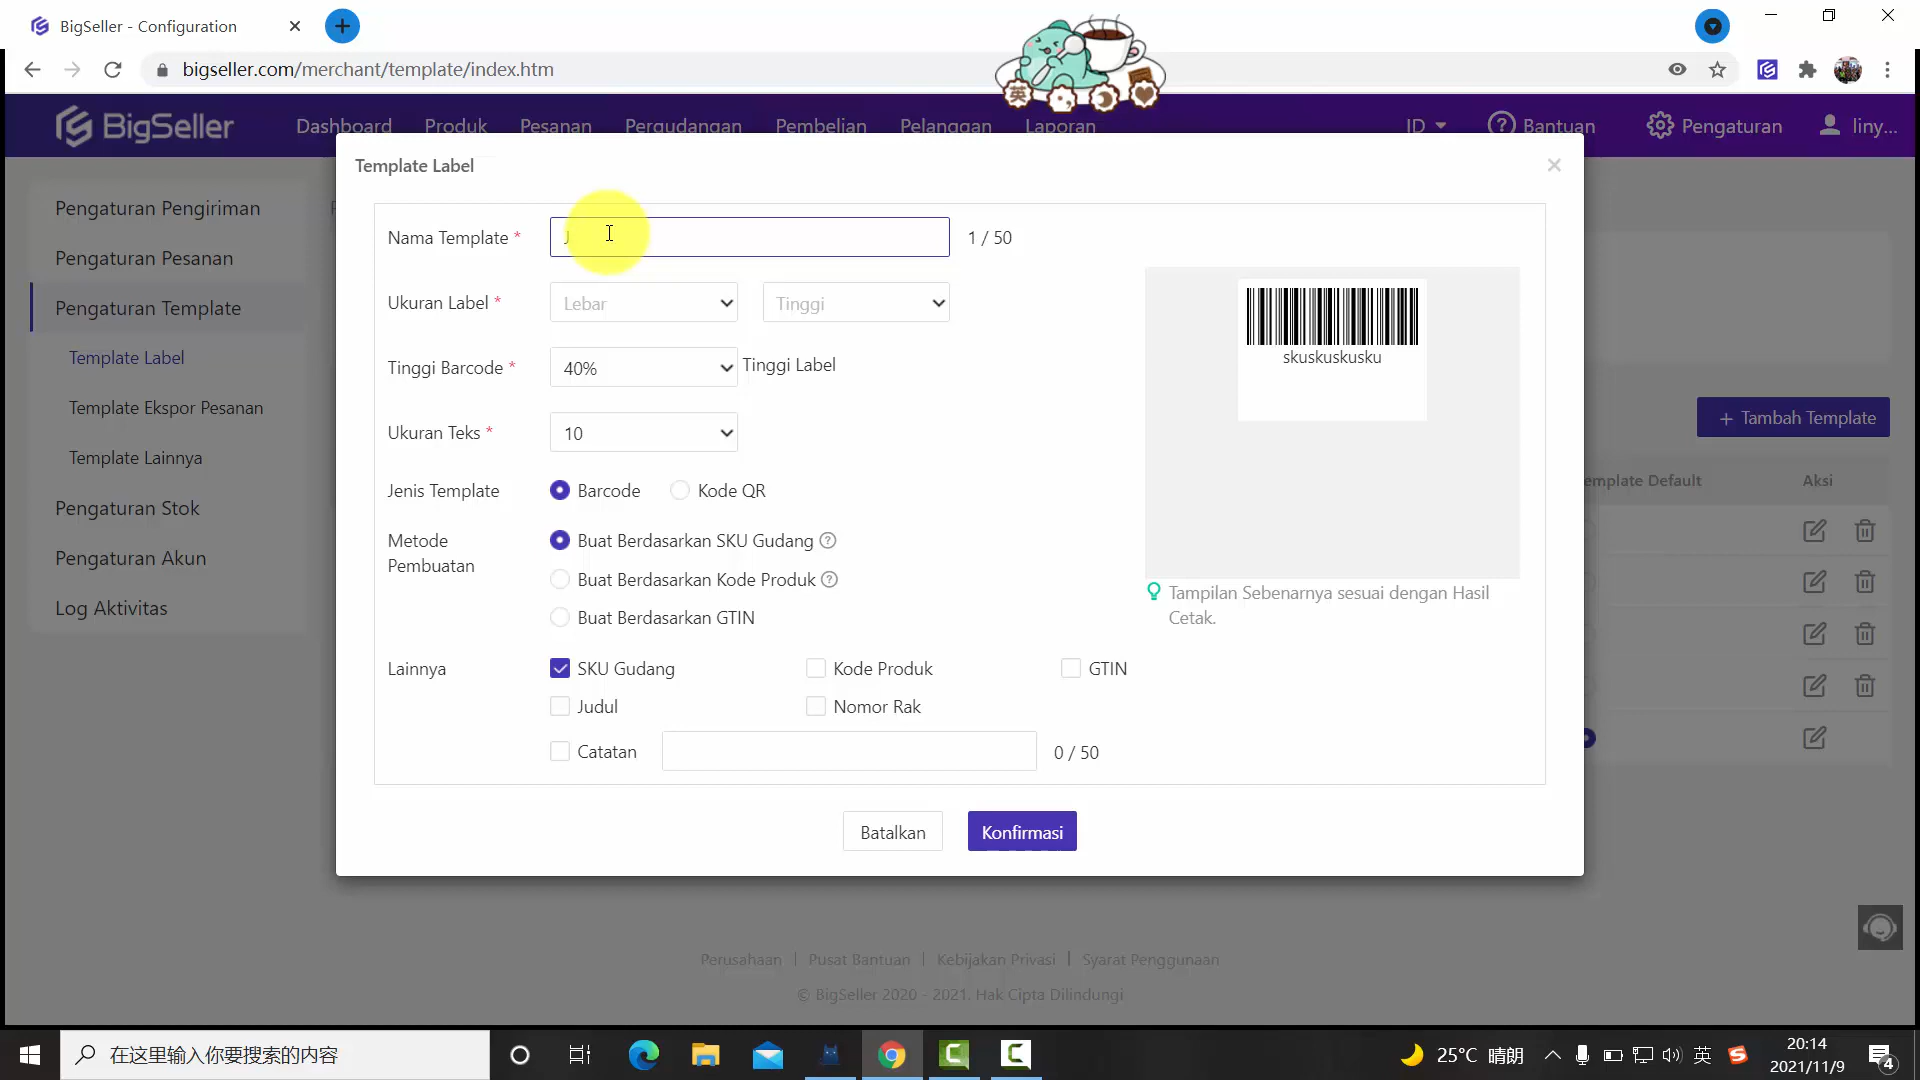 BigSeller - Configuration
bigseller.com/merchant/template/index.htm
BigSeller
Dashboard Produk Pesanan Pergudangan Pembelian Pelanggan Laporan ID Bantuan Pengaturan liny...
Template Label
Pengaturan Pengiriman
Pengaturan Pesanan
Pengaturan Template
Template Label
Template Ekspor Pesanan
Template Lainnya
Pengaturan Stok
Pengaturan Akun
Log Aktivitas
Nama Template * J 1 / 50
Ukuran Label * Lebar Tinggi
Tinggi Barcode * 40% Tinggi Label
Ukuran Teks * 10
Jenis Template Barcode Kode QR
Metode Pembuatan
Buat Berdasarkan SKU Gudang
Buat Berdasarkan Kode Produk
Buat Berdasarkan GTIN
Lainnya SKU Gudang Kode Produk GTIN
Judul Nomor Rak
Catatan 0 / 50
skuskuskusku
Tampilan Sebenarnya sesuai dengan Hasil
Cetak.
Batalkan Konfirmasi
+ Tambah Template
emplate Default Aksi
Perusahaan | Pusat Bantuan | Kebijakan Privasi | Syarat Penggunaan
© BigSeller 2020 - 2021. Hak Cipta Dilindungi
英
在这里输入你要搜索的内容
25°C 晴朗
英
20:14
2021/11/9
4